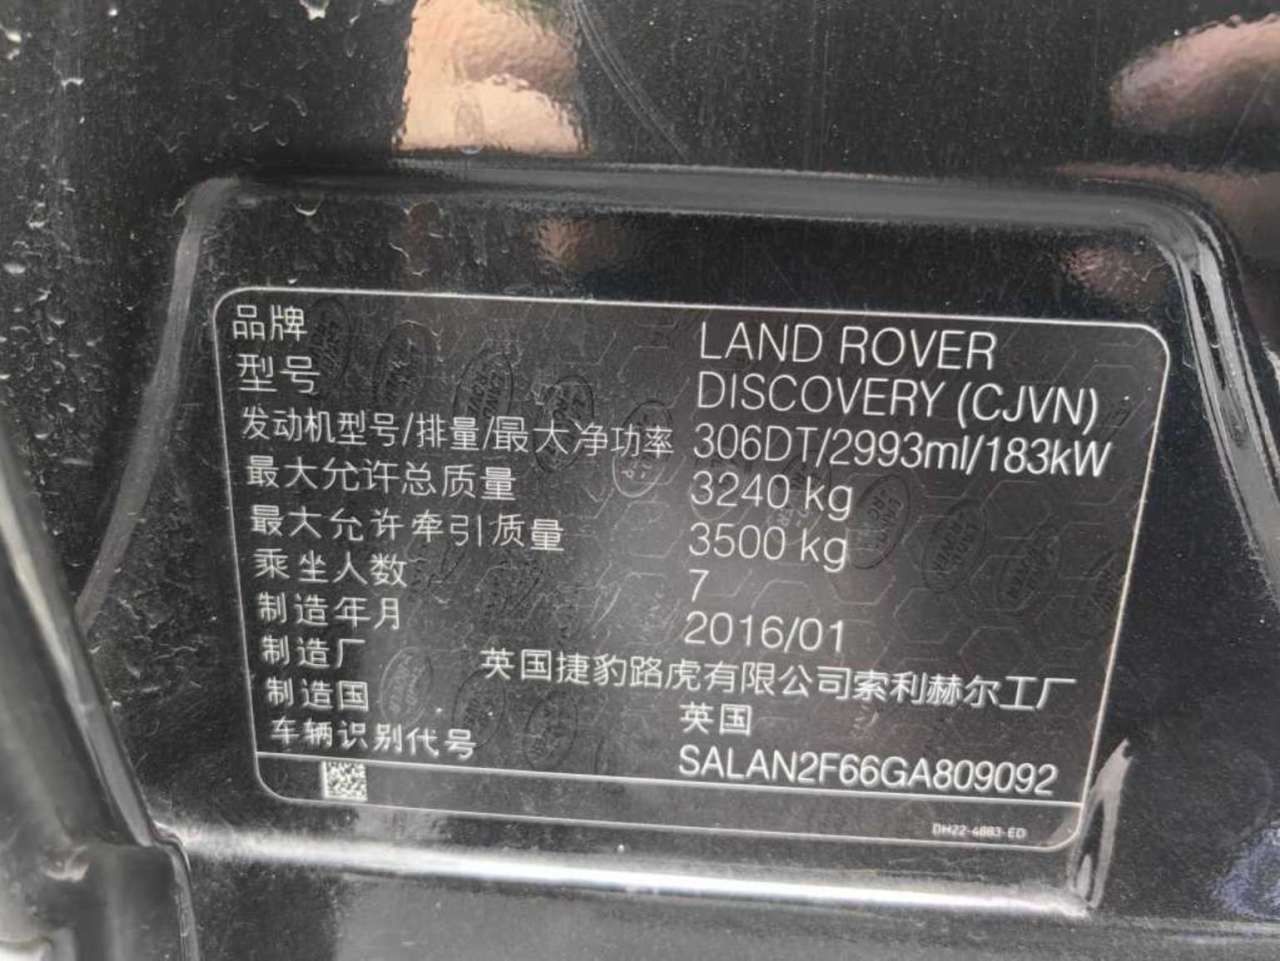 品牌 LAND ROVER
型号 DISCOVERY (CJVN)
发动机型号/排量/最大净功率 306DT/2993ml/183kW
最大允许总质量 3240 kg
最大允许牵引质量 3500 kg
乘坐人数 7
制造年月 2016/01
制造厂 英国捷豹路虎有限公司索利赫尔工厂
制造国 英国
车辆识别代号 SALAN2F66GA809092
DH22-4883-ED